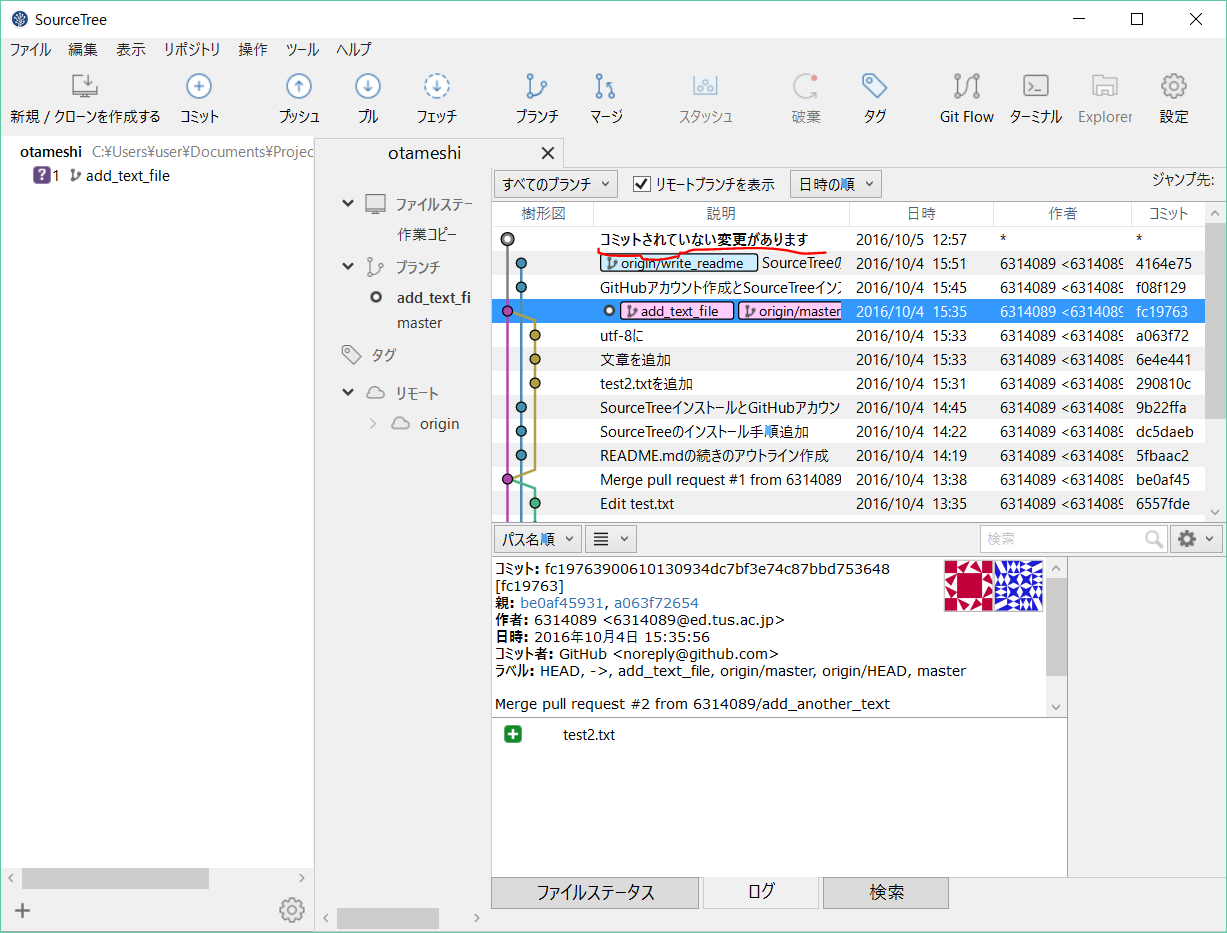 SourceTree
ファイル 編集 表示 リポジトリ 操作 ツール ヘルプ
新規 / クローンを作成する コミット プッシュ プル フェッチ ブランチ マージ スタッシュ 破棄 タグ Git Flow ターミナル Explorer 設定
otameshi C:¥Users¥user¥Documents¥Projec
? 1 add_text_file
otameshi
ファイルステー
作業コピー
ブランチ
add_text_fi
master
タグ
リモート
origin
すべてのブランチ リモートブランチを表示 日時の順 ジャンプ先:
樹形図 説明 日時 作者 コミット
コミットされていない変更があります 2016/10/5 12:57 * *
origin/write_readme SourceTreeの 2016/10/4 15:51 6314089 <6314089 4164e75
GitHubアカウント作成とSourceTreeイン 2016/10/4 15:45 6314089 <6314089 f08f129
add_text_file origin/master 2016/10/4 15:35 6314089 <6314089 fc19763
utf-8に 2016/10/4 15:33 6314089 <6314089 a063f72
文章を追加 2016/10/4 15:33 6314089 <6314089 6e4e441
test2.txtを追加 2016/10/4 15:31 6314089 <6314089 290810c
SourceTreeインストールとGitHubアカウン 2016/10/4 14:45 6314089 <6314089 9b22ffa
SourceTreeのインストール手順追加 2016/10/4 14:22 6314089 <6314089 dc5daeb
README.mdの続きのアウトライン作成 2016/10/4 14:19 6314089 <6314089 5fbaac2
Merge pull request #1 from 6314089 2016/10/4 13:38 6314089 <6314089 be0af45
Edit test.txt 2016/10/4 13:35 6314089 <6314089 6557fde
パス名順 検索
コミット: fc19763900610130934dc7bf3e74c87bbd753648
[fc19763]
親: be0af45931, a063f72654
作者: 6314089 <6314089@ed.tus.ac.jp>
日時: 2016年10月4日 15:35:56
コミット者: GitHub <noreply@github.com>
ラベル: HEAD, ->, add_text_file, origin/master, origin/HEAD, master
Merge pull request #2 from 6314089/add_another_text
test2.txt
ファイルステータス ログ 検索